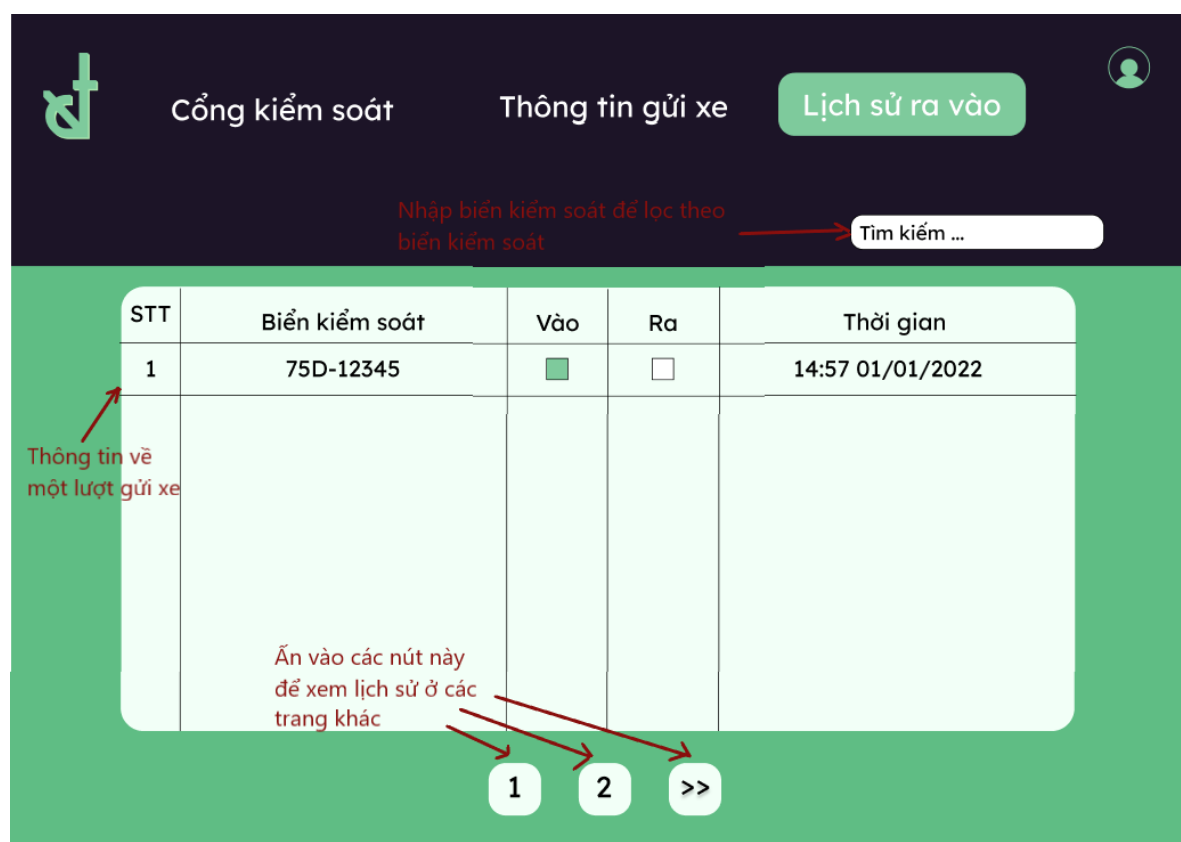 Cổng kiểm soát
Thông tin gửi xe
Lịch sử ra vào
Nhập biển kiểm soát để lọc theo
biển kiểm soát
Tìm kiếm ...
STT
Biển kiểm soát
Vào
Ra
Thời gian
1
75D-12345
14:57 01/01/2022
Thông tin về
một lượt gửi xe
Ấn vào các nút này
để xem lịch sử ở các
trang khác
1
2
>>